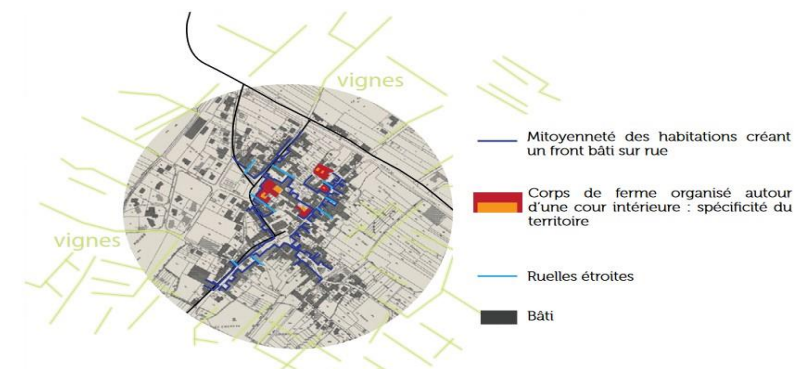 vignes
vignes
Mitoyenneté des habitations créant
un front bâti sur rue
Corps de ferme organisé autour
d'une cour intérieure : spécificité du
territoire
Ruelles étroites
Bâti